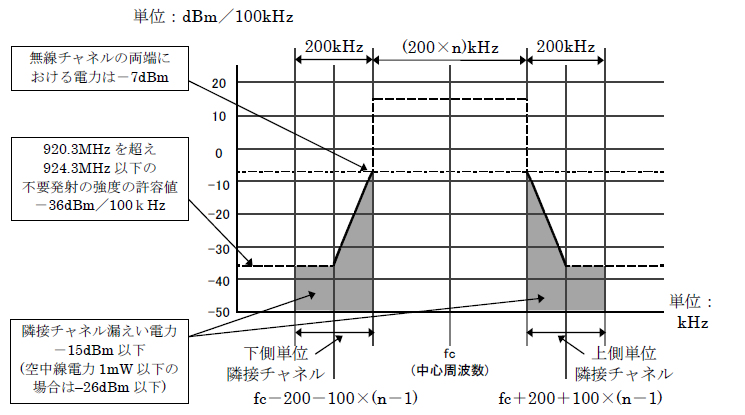 単位：dBm／100kHz
200kHz
(200×n)kHz
200kHz
無線チャネルの両端に
おける電力は－7dBm
920.3MHz を超え
924.3MHz 以下の
不要発射の強度の許容値
－36dBm／100ｋHz
隣接チャネル漏えい電力
－15dBm 以下
(空中線電力 1mW 以下の
場合は–26dBm 以下)
20
10
0
－10
－20
－30
－40
－50
単位：
kHz
下側単位
隣接チャネル
fc－200－100×(n－1)
fc
(中心周波数)
上側単位
隣接チャネル
fc＋200＋100×(n－1)